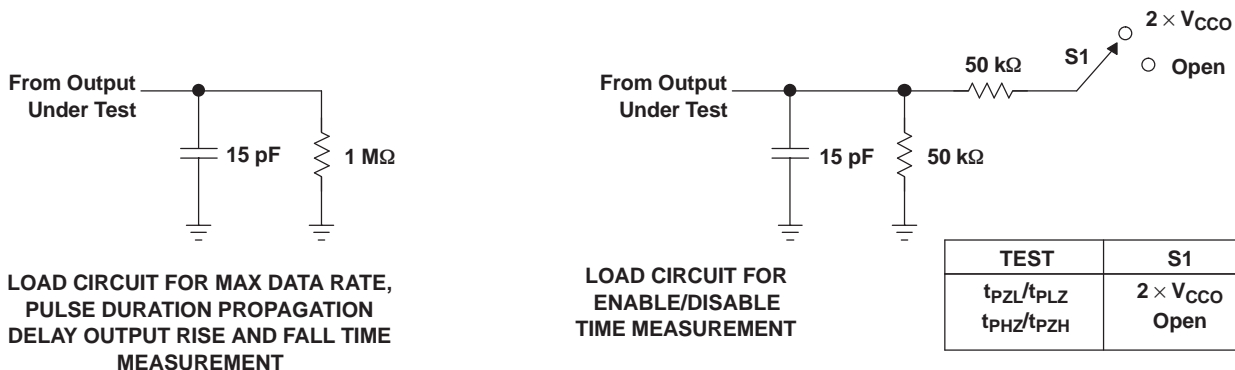 From Output
Under Test
15 pF
1 MΩ
LOAD CIRCUIT FOR MAX DATA RATE,
PULSE DURATION PROPAGATION
DELAY OUTPUT RISE AND FALL TIME
MEASUREMENT
From Output
Under Test
15 pF
50 kΩ
50 kΩ
S1
2 × VCCO
Open
LOAD CIRCUIT FOR
ENABLE/DISABLE
TIME MEASUREMENT
TEST S1
tPZL/tPLZ 2 × VCCO
tPHZ/tPZH Open